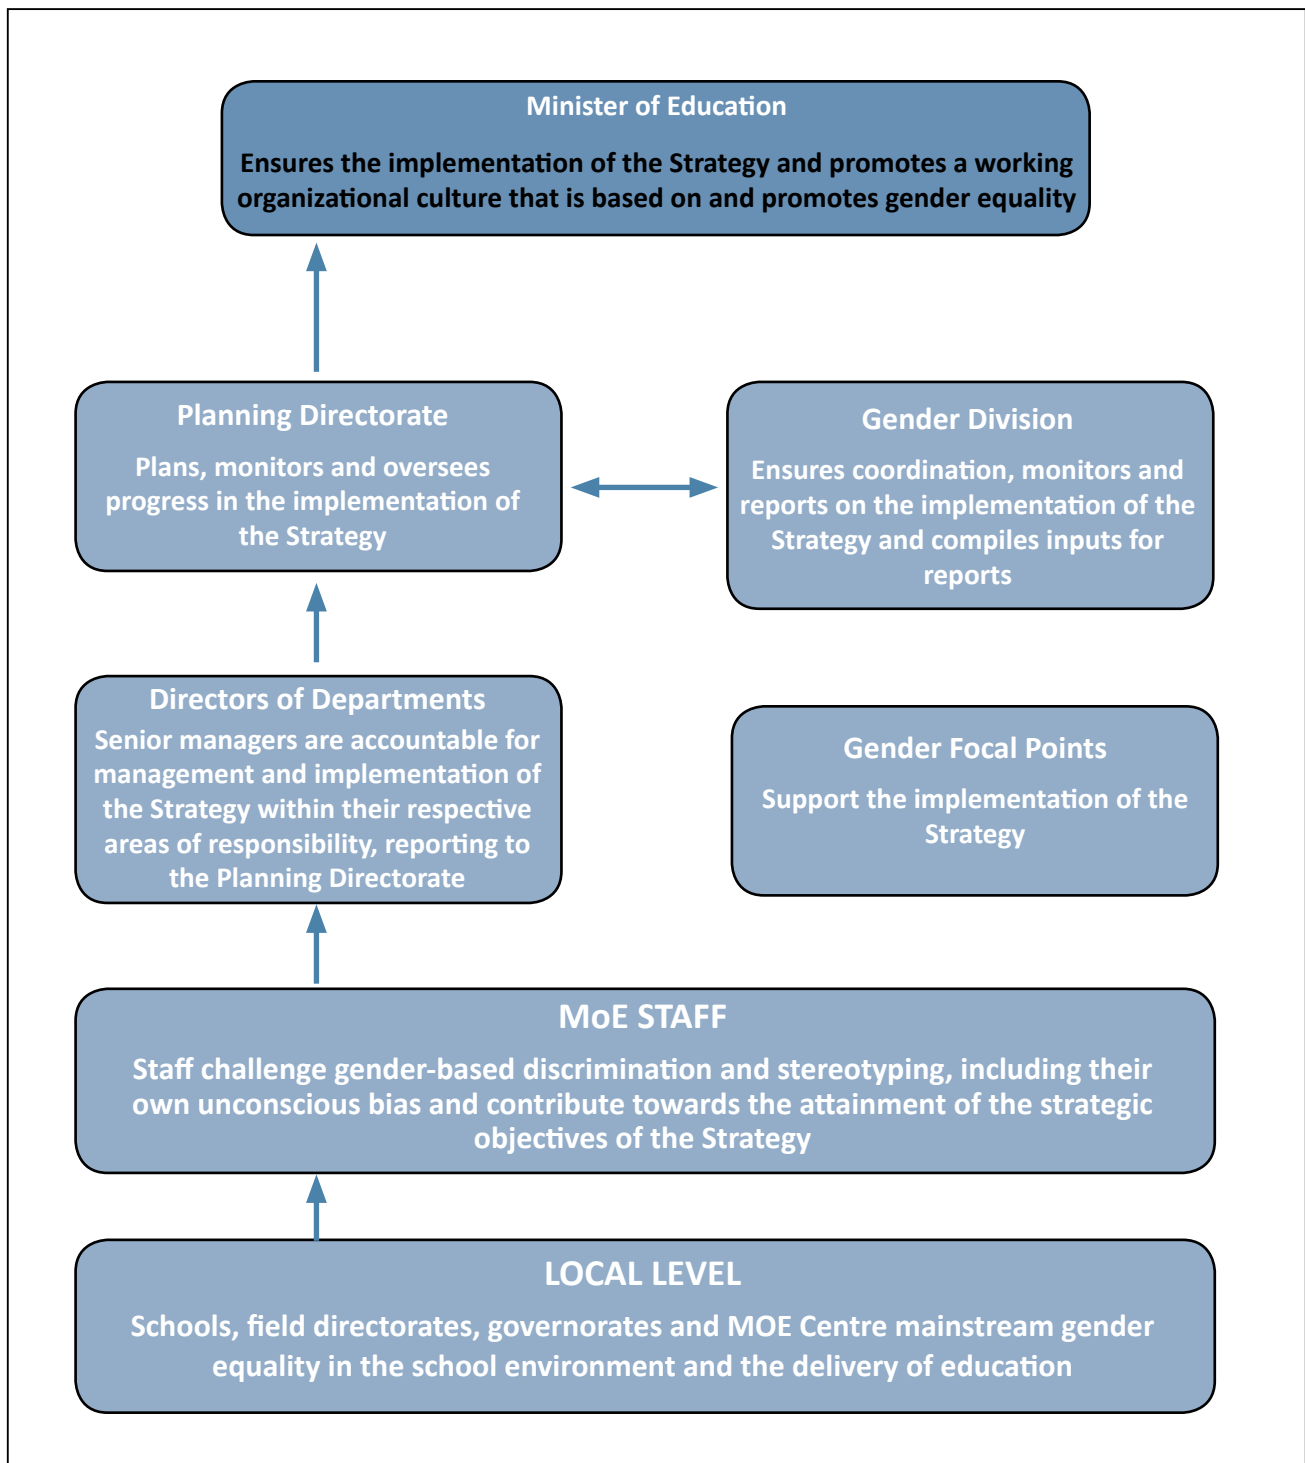 Minister of Education
Ensures the implementation of the Strategy and promotes a working
organizational culture that is based on and promotes gender equality
Planning Directorate
Plans, monitors and oversees
progress in the implementation of
the Strategy
Gender Division
Ensures coordination, monitors and
reports on the implementation of the
Strategy and compiles inputs for
reports
Directors of Departments
Senior managers are accountable for
management and implementation of
the Strategy within their respective
areas of responsibility, reporting to
the Planning Directorate
Gender Focal Points
Support the implementation of the
Strategy
MoE STAFF
Staff challenge gender-based discrimination and stereotyping, including their
own unconscious bias and contribute towards the attainment of the strategic
objectives of the Strategy
LOCAL LEVEL
Schools, field directorates, governorates and MOE Centre mainstream gender
equality in the school environment and the delivery of education